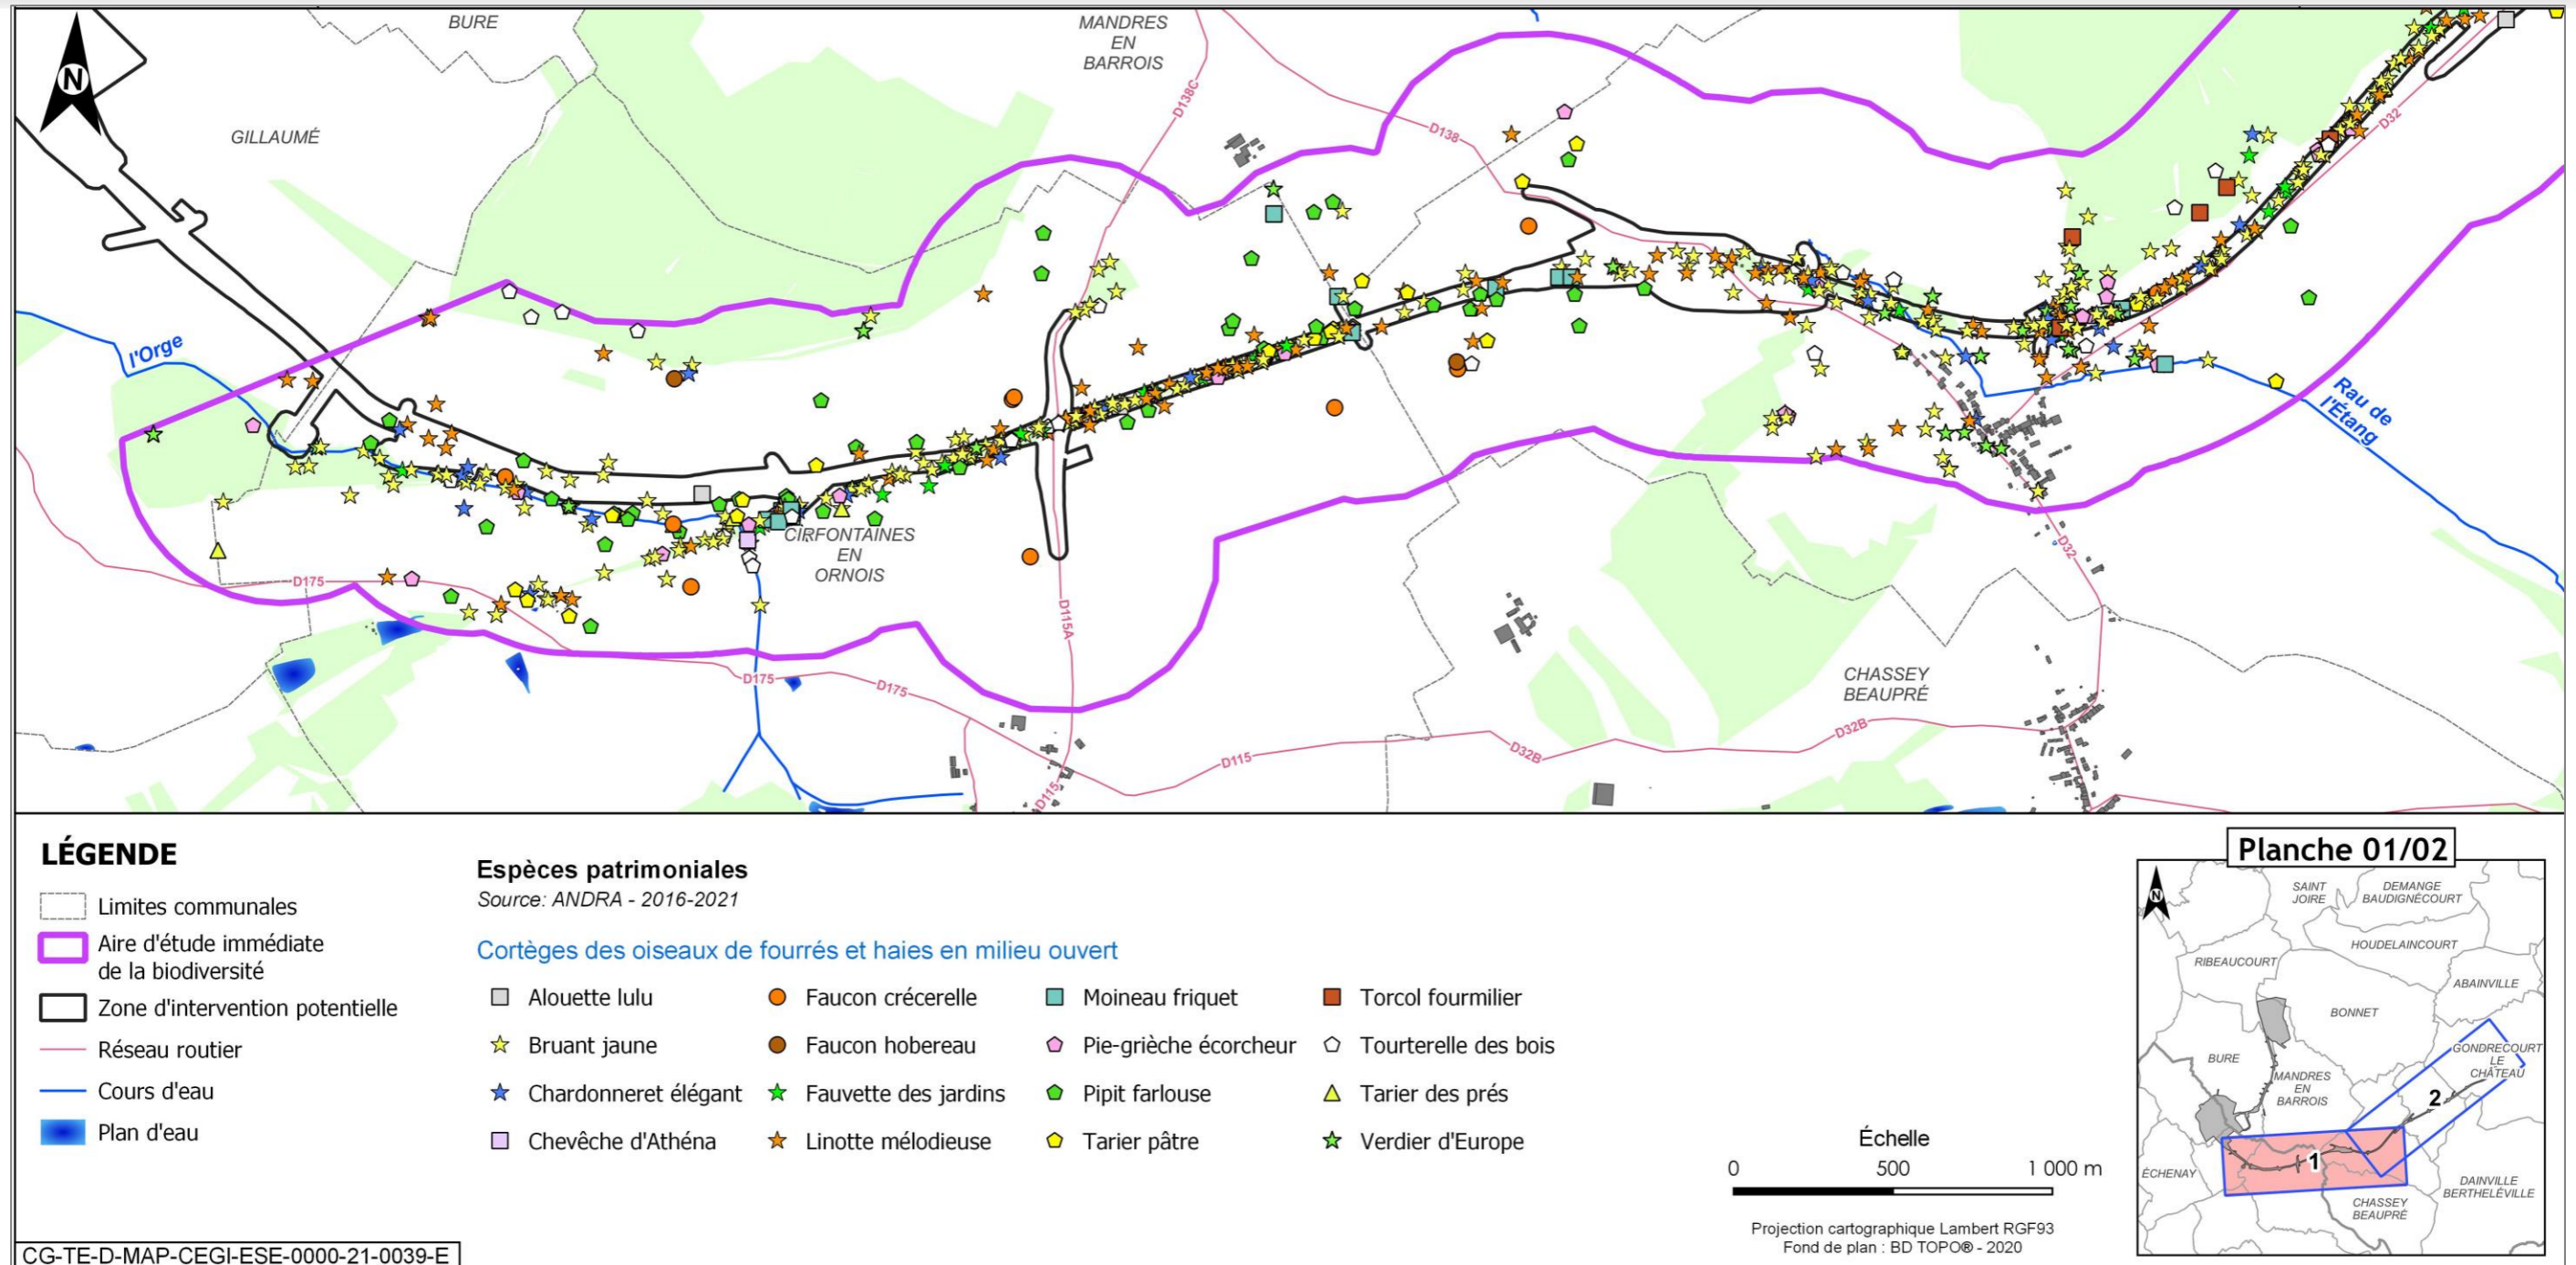 BURE
MANDRES
EN
BARROIS
N
GILLAUMÉ
D138C
D138
D32
l'Orge
Rau de
l'Étang
CIRFONTAINES
EN
ORNOIS
D175
D115A
D32
D175
D175
CHASSEY
BEAUPRÉ
D115
D32B
D32B
D115
LÉGENDE
Limites communales
Aire d'étude immédiate
de la biodiversité
Zone d'intervention potentielle
Réseau routier
Cours d'eau
Plan d'eau
Espèces patrimoniales
Source: ANDRA - 2016-2021
Cortèges des oiseaux de fourrés et haies en milieu ouvert
Alouette lulu
Bruant jaune
Chardonneret élégant
Chevêche d'Athéna
Faucon crécerelle
Faucon hobereau
Fauvette des jardins
Linotte mélodieuse
Moineau friquet
Pie-grièche écorcheur
Pipit farlouse
Tarier pâtre
Torcol fourmilier
Tourterelle des bois
Tarier des prés
Verdier d'Europe
Échelle
0 500 1 000 m
Projection cartographique Lambert RGF93
Fond de plan : BD TOPO® - 2020
Planche 01/02
N
SAINT
JOIRE
DEMANGE
BAUDIGNÉCOURT
HOUDELAINCOURT
RIBEAUCOURT
ABAINVILLE
BONNET
GONDRECOURT
LE
CHÂTEAU
BURE
MANDRES
EN
BARROIS
2
1
ÉCHENAY
DAINVILLE
BERTHELÉVILLE
CHASSEY
BEAUPRÉ
CG-TE-D-MAP-CEGI-ESE-0000-21-0039-E